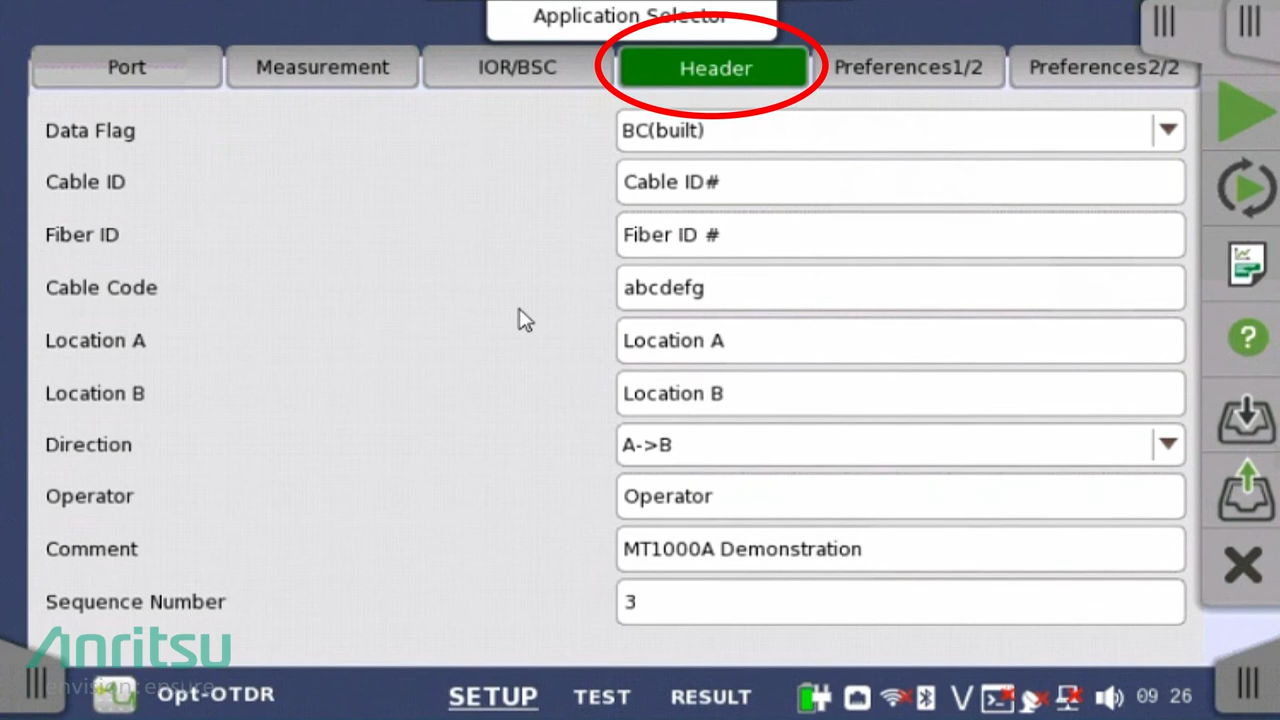 Application Selector
Port Measurement IOR/BSC Header Preferences1/2 Preferences2/2
Data Flag BC(built)
Cable ID Cable ID#
Fiber ID Fiber ID #
Cable Code abcdefg
Location A Location A
Location B Location B
Direction A->B
Operator Operator
Comment MT1000A Demonstration
Sequence Number 3
Anritsu
envision: ensure
Opt-OTDR SETUP TEST RESULT 09 26